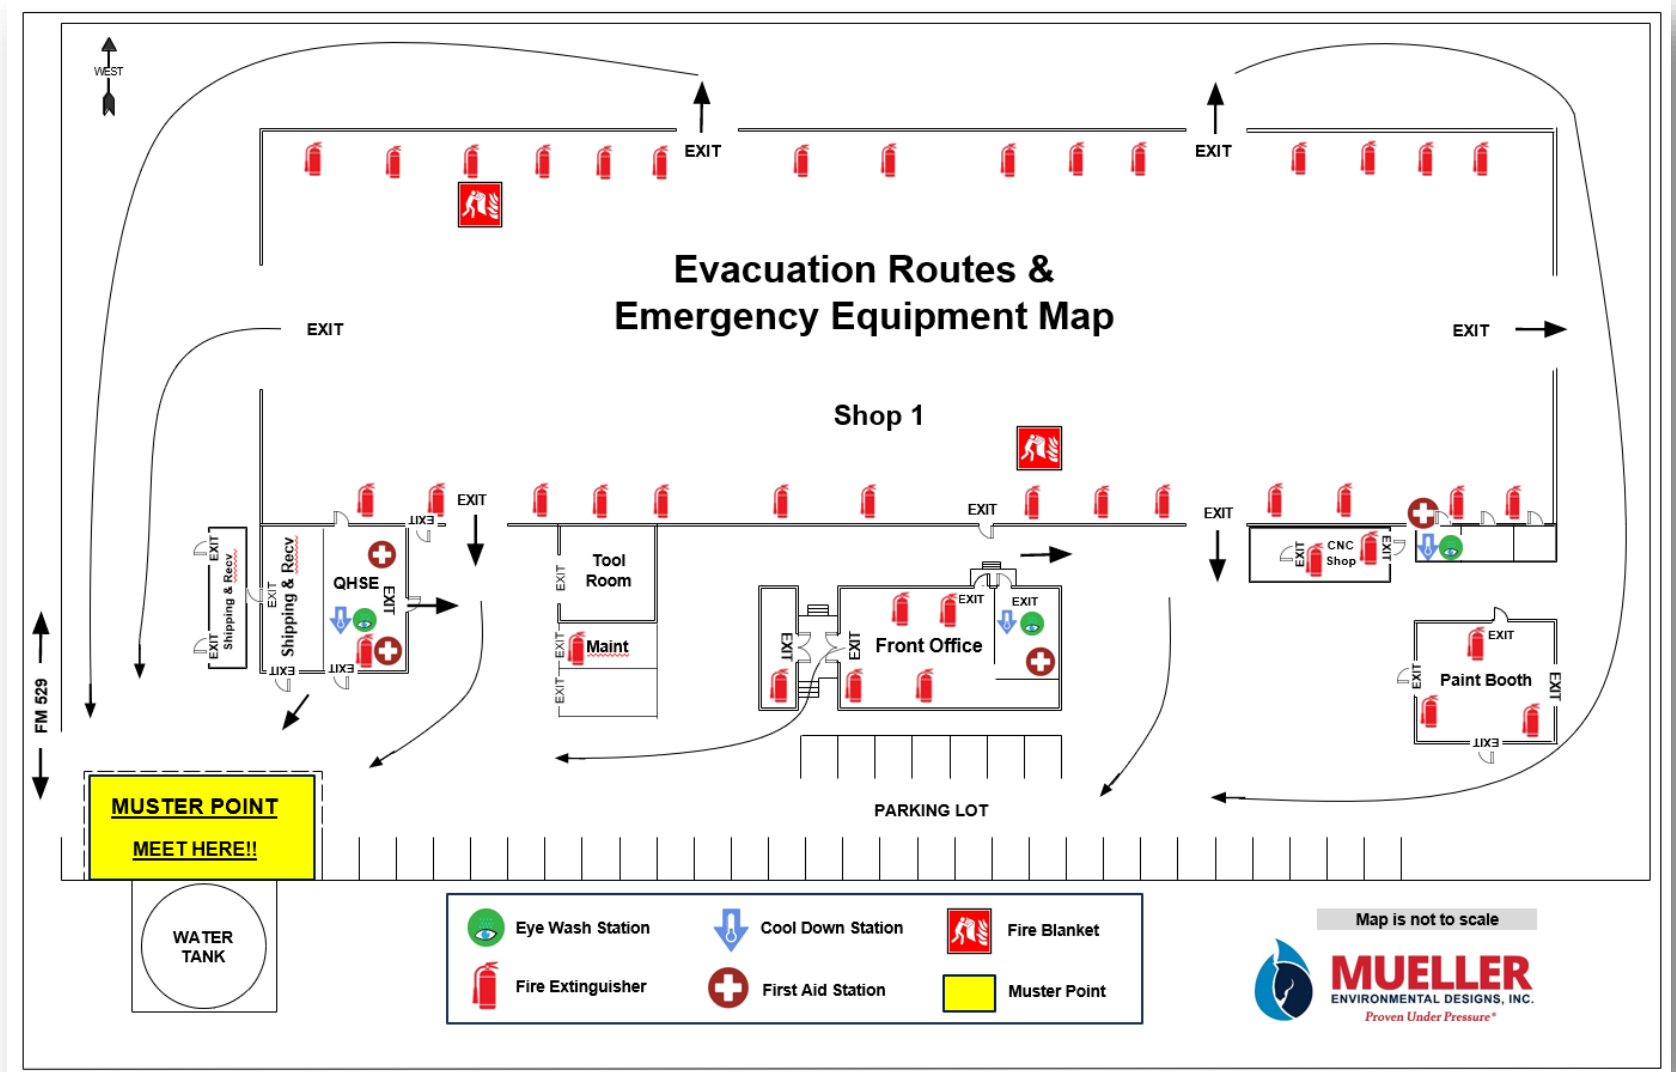 WEST
EXIT
EXIT
Evacuation Routes &
Emergency Equipment Map
EXIT
EXIT
Shop 1
EXIT
EXIT
EXIT
EXIT
EXIT
Shipping & Recv
EXIT
EXIT
Shipping & Recv
EXIT
QHSE
EXIT
EXIT
EXIT
Tool
Room
EXIT
EXIT
Maint
EXIT
EXIT
EXIT
EXIT
EXIT
Front Office
EXIT
CNC
Shop
EXIT
EXIT
EXIT
Paint Booth
EXIT
EXIT
FM 529
MUSTER POINT
MEET HERE!!
PARKING LOT
WATER
TANK
Eye Wash Station
Cool Down Station
Fire Blanket
Fire Extinguisher
First Aid Station
Muster Point
Map is not to scale
MUELLER
ENVIRONMENTAL DESIGNS, INC.
Proven Under Pressure®